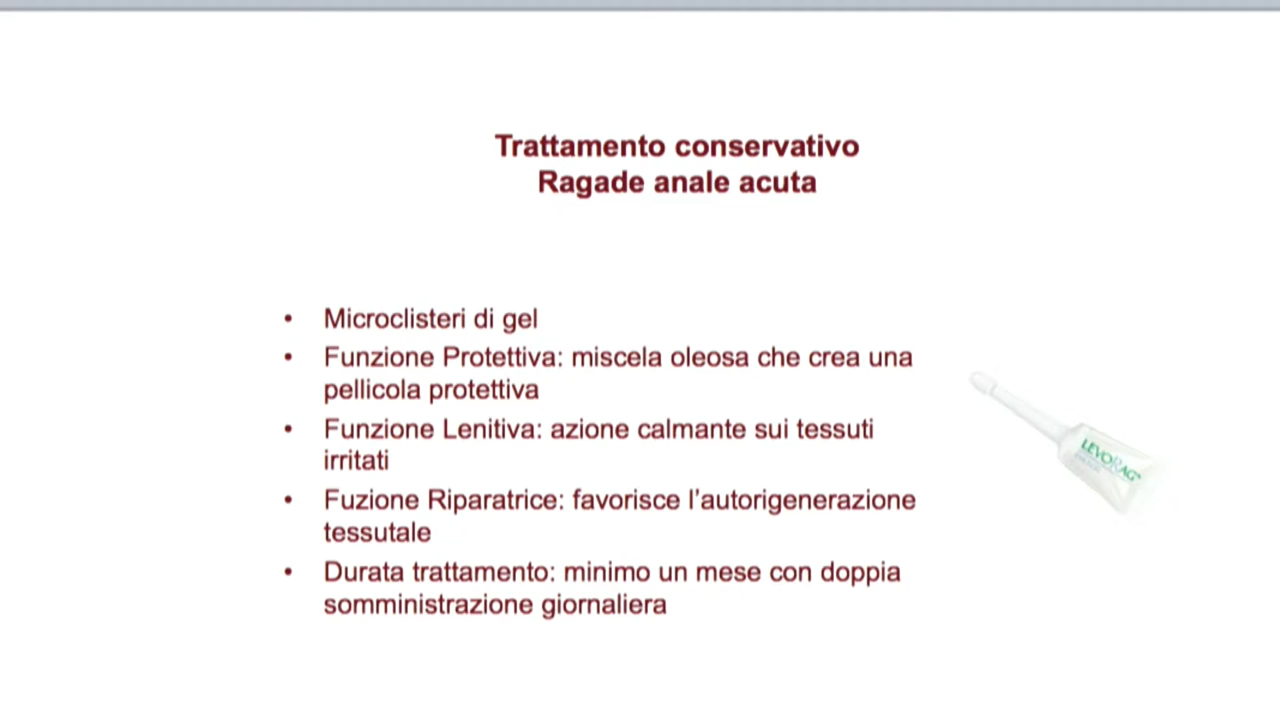 Trattamento conservativo
Ragade anale acuta
• Microclisteri di gel
• Funzione Protettiva: miscela oleosa che crea una
pellicola protettiva
• Funzione Lenitiva: azione calmante sui tessuti
irritati
• Fuzione Riparatrice: favorisce l'autorigenerazione
tessutale
• Durata trattamento: minimo un mese con doppia
somministrazione giornaliera
LEVORAG®